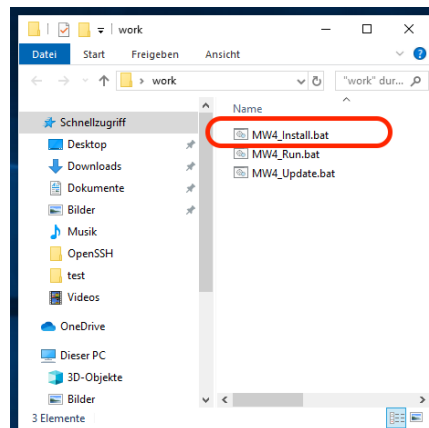 work
Datei Start Freigeben Ansicht
work "work" dur...
Name
Schnellzugriff
MW4_Install.bat
Desktop
MW4_Run.bat
Downloads
MW4_Update.bat
Dokumente
Bilder
Musik
OpenSSH
test
Videos
OneDrive
Dieser PC
3D-Objekte
Bilder
3 Elemente